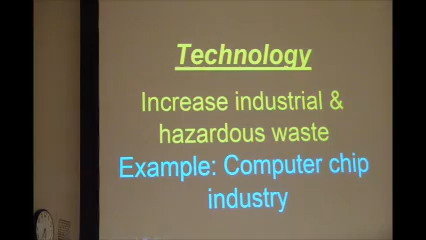 Technology
Increase industrial &
hazardous waste
Example: Computer chip
industry